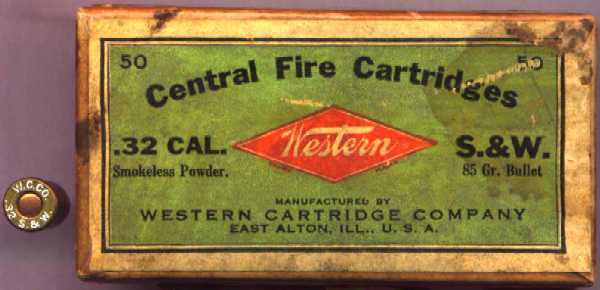 50 50
Central Fire Cartridges
.32 CAL. Western S.&W.
Smokeless Powder. 85 Gr. Bullet
MANUFACTURED BY
WESTERN CARTRIDGE COMPANY
EAST ALTON, ILL., U. S. A.
W.C.CO.
.32 S.&W.